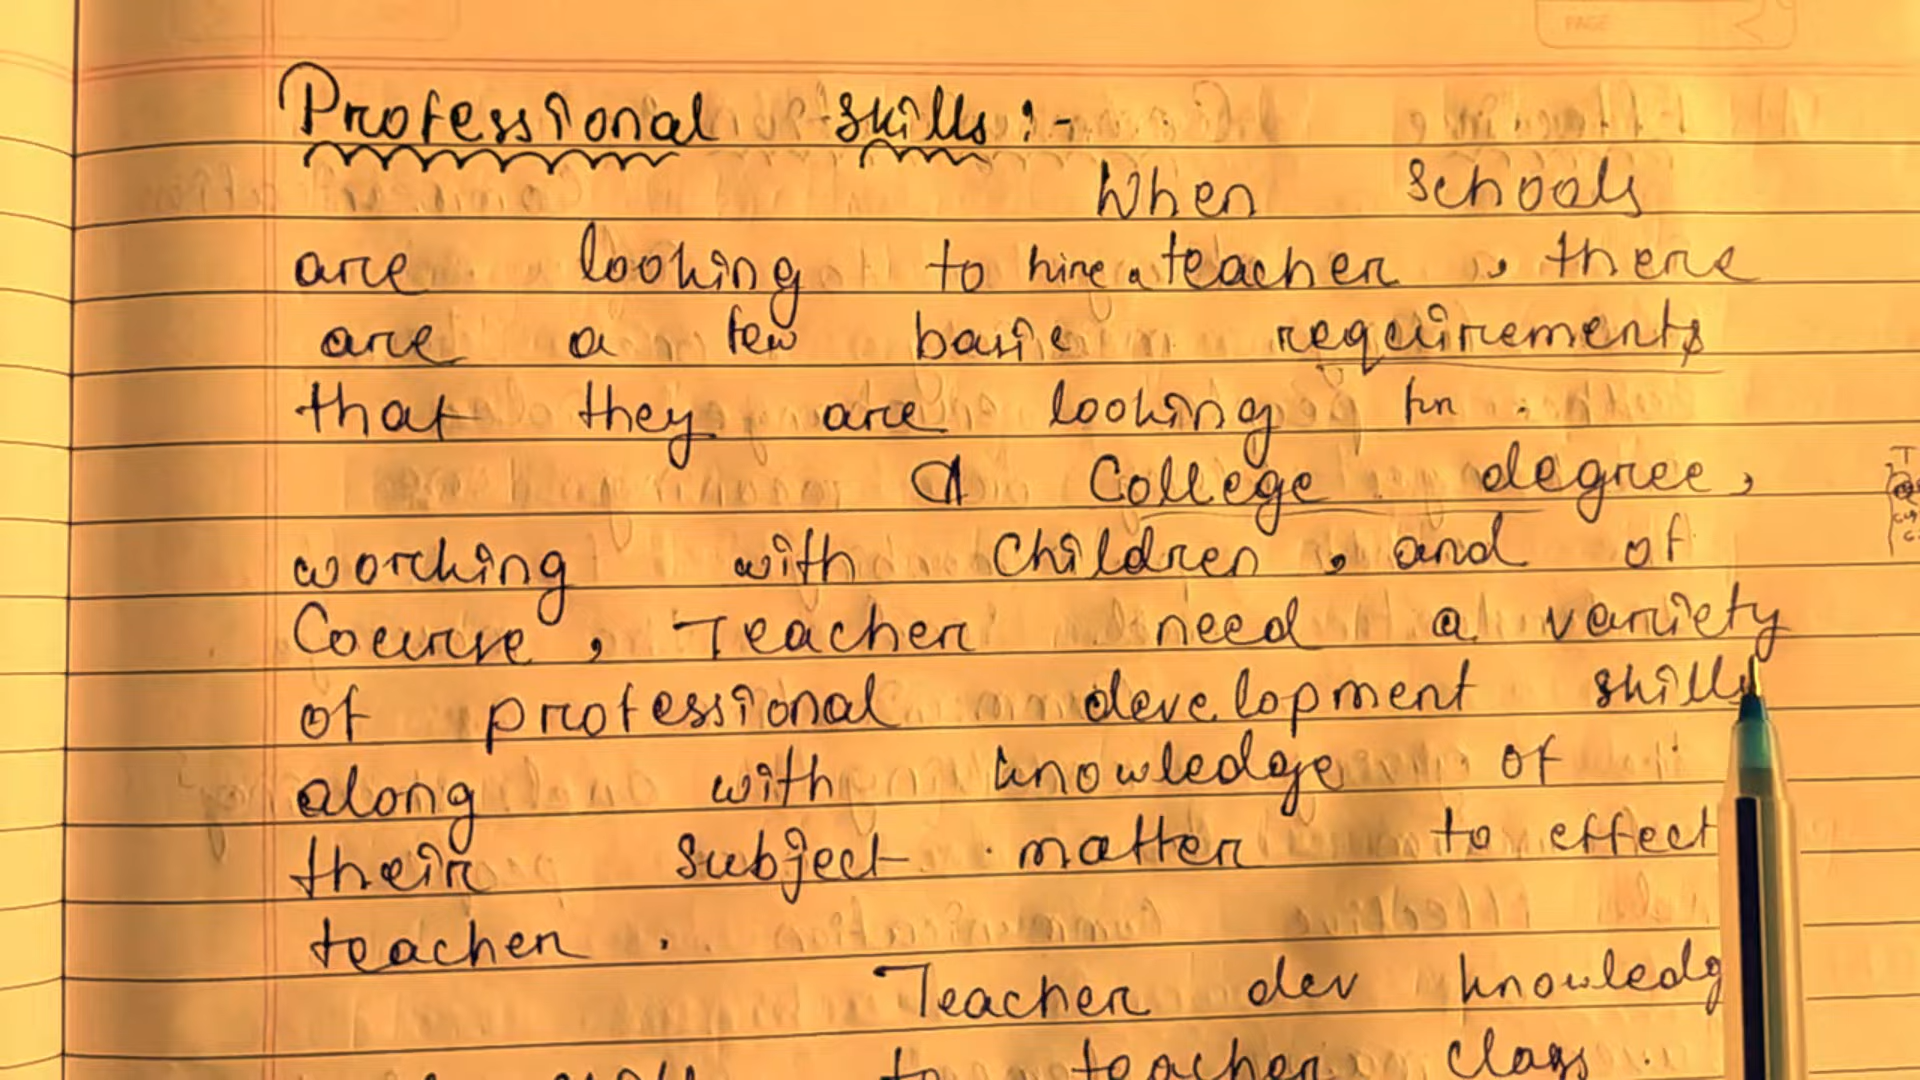 PAGE
Professional skills :-
When schools
are looking to hire a teacher, there
are a few basic requirements
that they are looking for.
A College degree,
working with Children, and of
Course, Teacher need a variety
of professional development skills
along with knowledge of
their subject matter to effect
teacher.
Teacher dev knowledg
to teacher class.